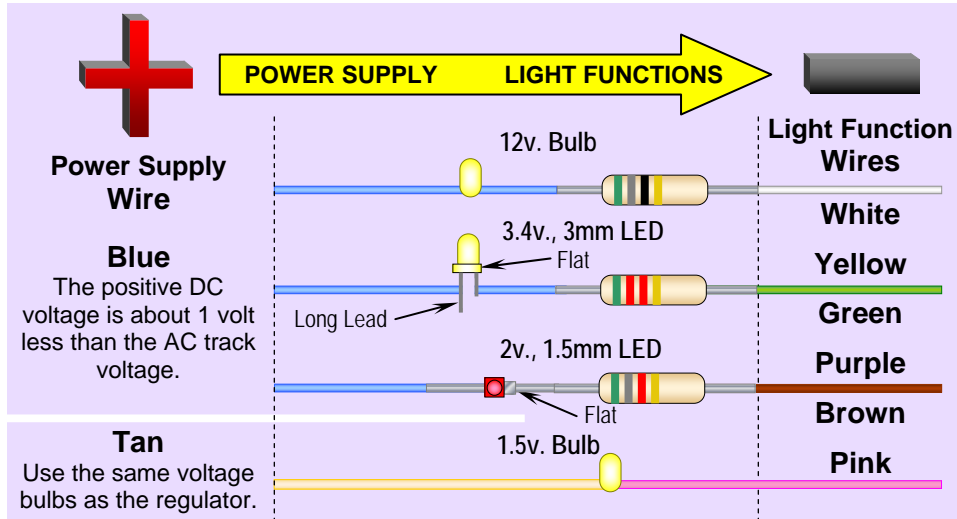 POWER SUPPLY LIGHT FUNCTIONS
Power Supply
Wire
Blue
The positive DC
voltage is about 1 volt
less than the AC track
voltage.
Tan
Use the same voltage
bulbs as the regulator.
12v. Bulb
3.4v., 3mm LED
Flat
Long Lead
2v., 1.5mm LED
Flat
1.5v. Bulb
Light Function
Wires
White
Yellow
Green
Purple
Brown
Pink